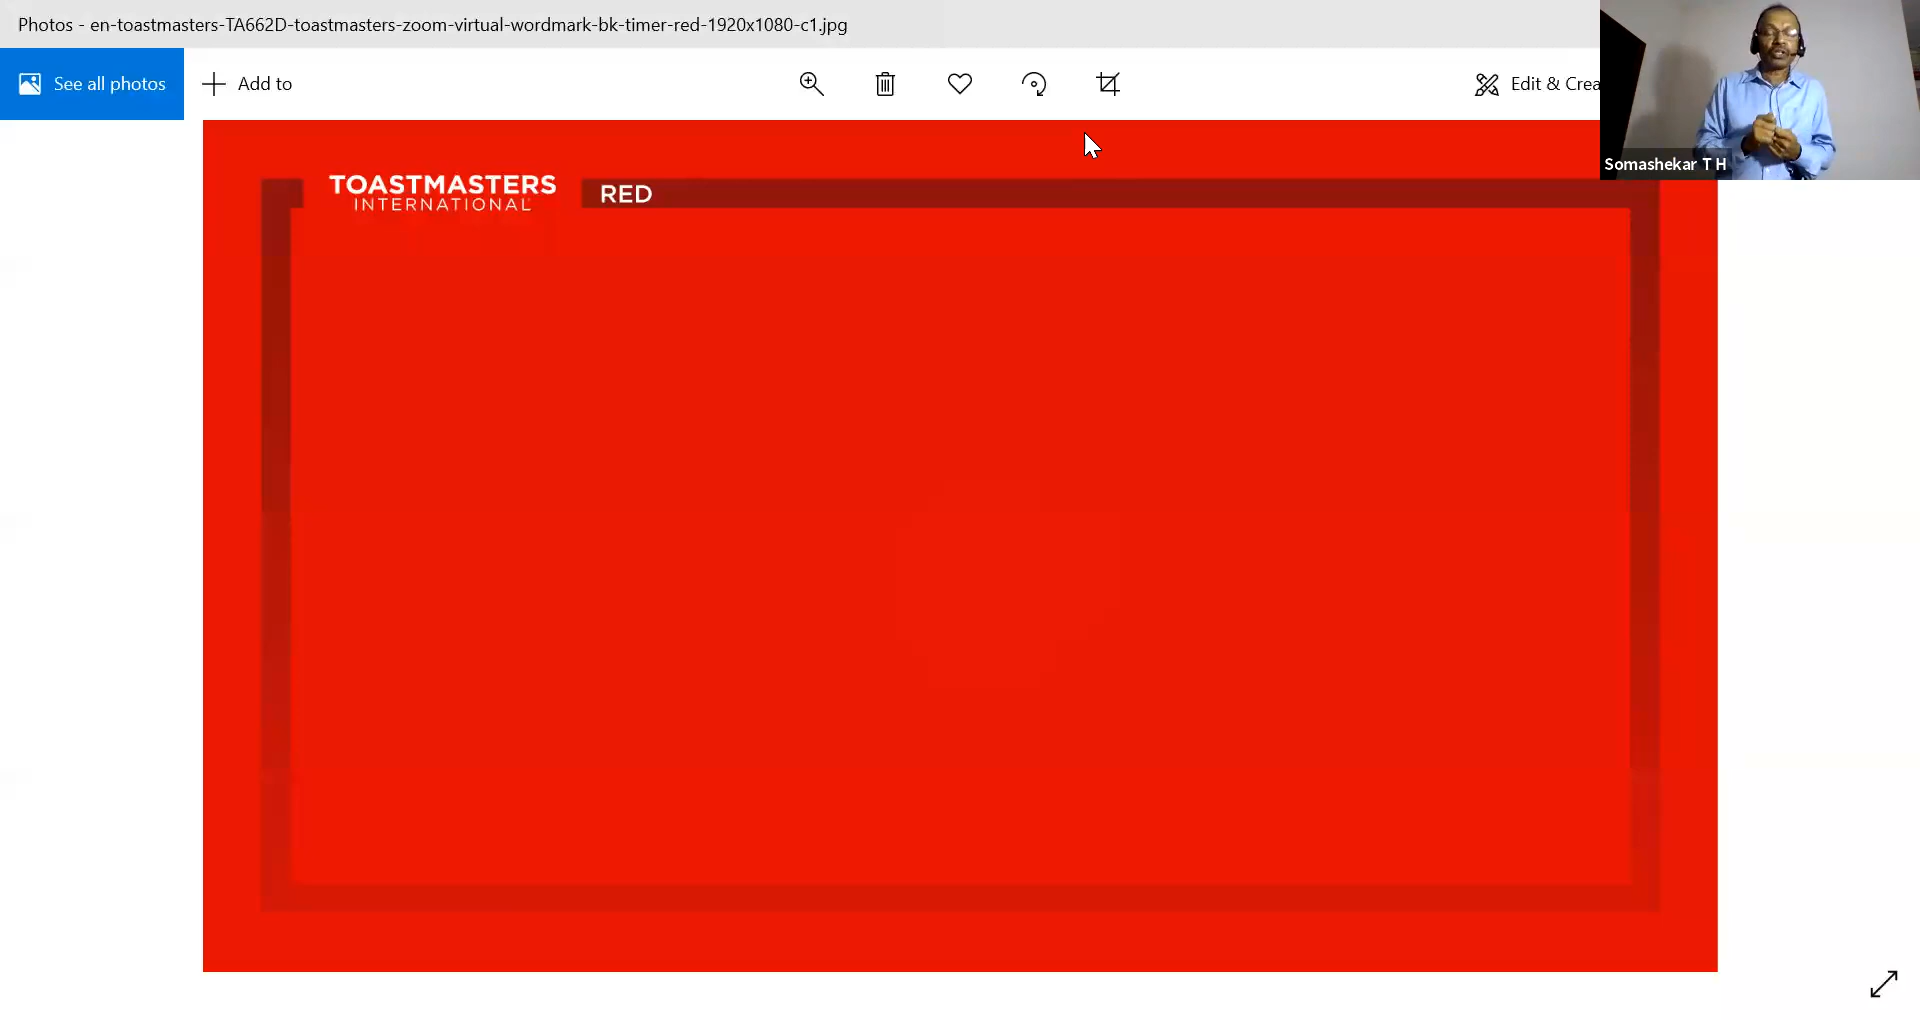 Photos - en-toastmasters-TA662D-toastmasters-zoom-virtual-wordmark-bk-timer-red-1920x1080-c1.jpg
See all photos
Add to
Edit & Crea
Somashekar T H
TOASTMASTERS
INTERNATIONAL
RED